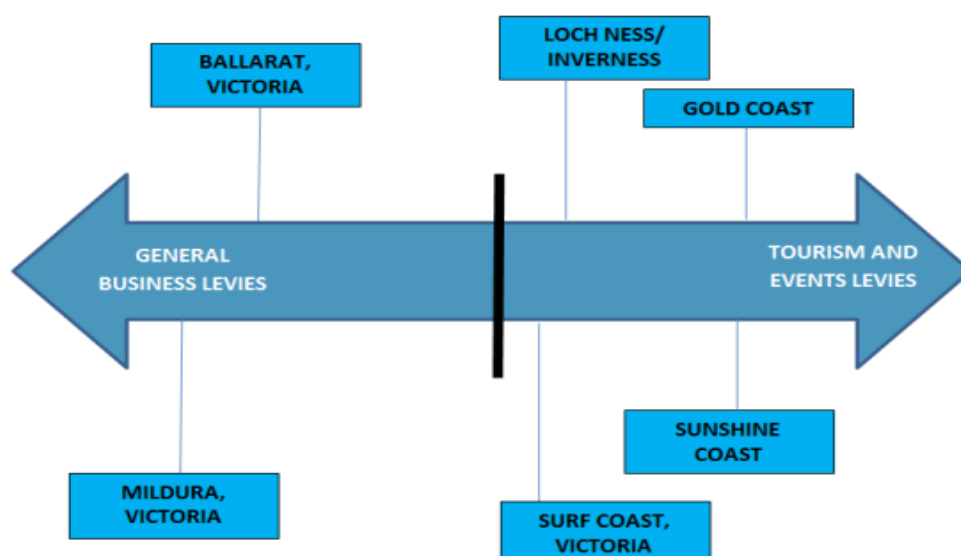 LOCH NESS/
INVERNESS
BALLARAT,
VICTORIA
GOLD COAST
GENERAL
BUSINESS LEVIES
TOURISM AND
EVENTS LEVIES
SUNSHINE
COAST
MILDURA,
VICTORIA
SURF COAST,
VICTORIA